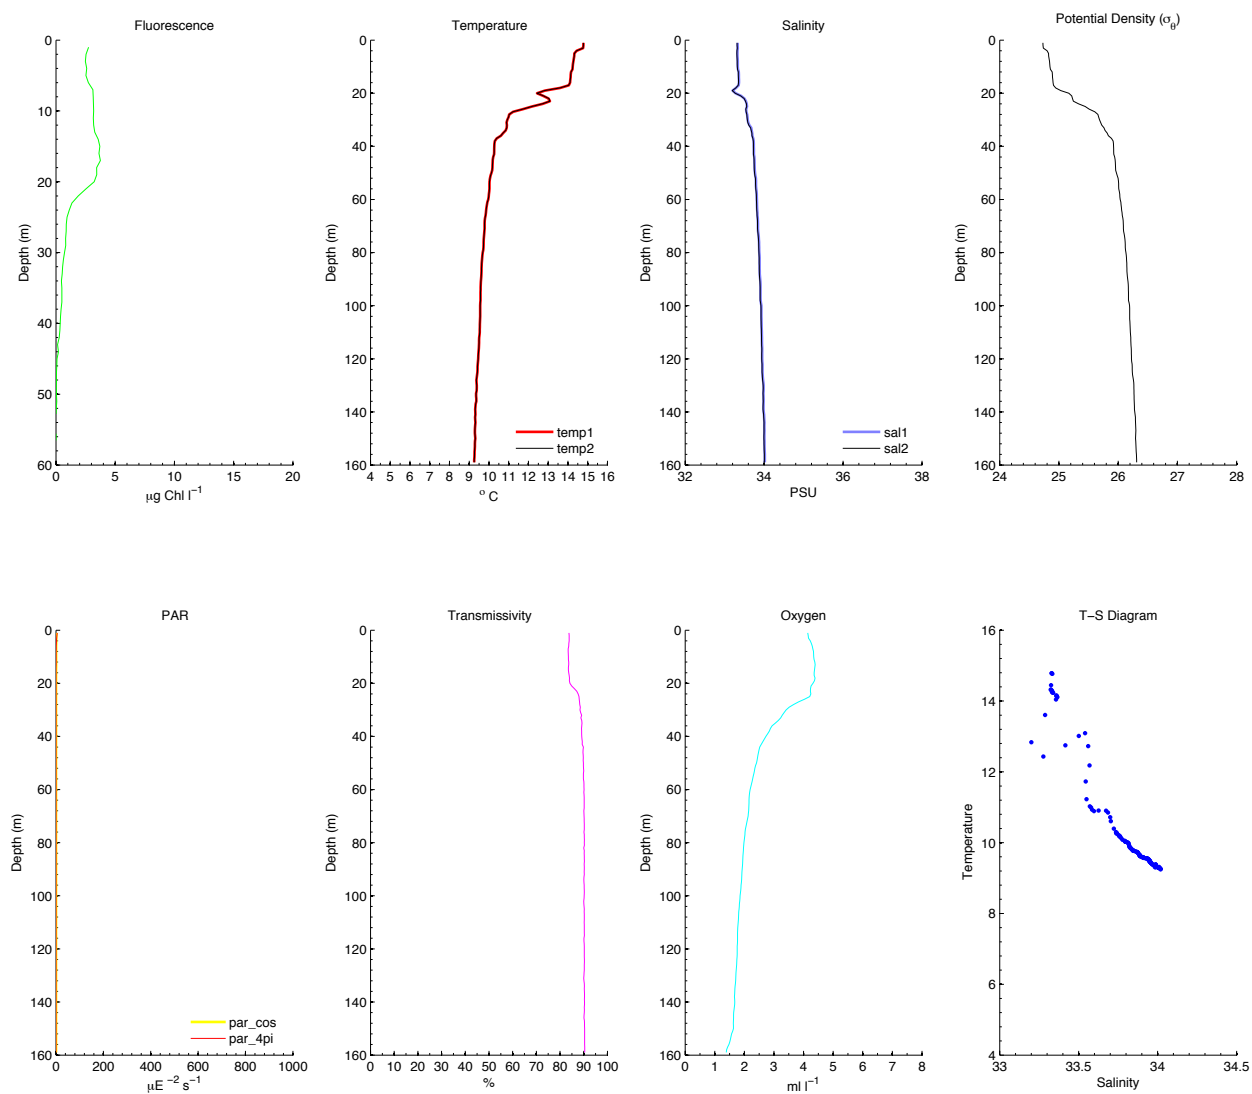 Fluorescence
0
10
20
30
40
50
60
Depth (m)
0 5 10 15 20
μg Chl l⁻¹
Temperature
0
20
40
60
80
100
120
140
160
Depth (m)
temp1
temp2
4 5 6 7 8 9 10 11 12 13 14 15 16
° C
Salinity
0
20
40
60
80
100
120
140
160
Depth (m)
sal1
sal2
32 34 36 38
PSU
Potential Density (σθ)
0
20
40
60
80
100
120
140
160
Depth (m)
24 25 26 27 28
PAR
0
20
40
60
80
100
120
140
160
Depth (m)
par_cos
par_4pi
0 200 400 600 800 1000
μE ⁻² s⁻¹
Transmissivity
0
20
40
60
80
100
120
140
160
Depth (m)
0 10 20 30 40 50 60 70 80 90 100
%
Oxygen
0
20
40
60
80
100
120
140
160
Depth (m)
0 1 2 3 4 5 6 7 8
ml l⁻¹
T−S Diagram
16
14
12
10
8
6
4
Temperature
33 33.5 34 34.5
Salinity